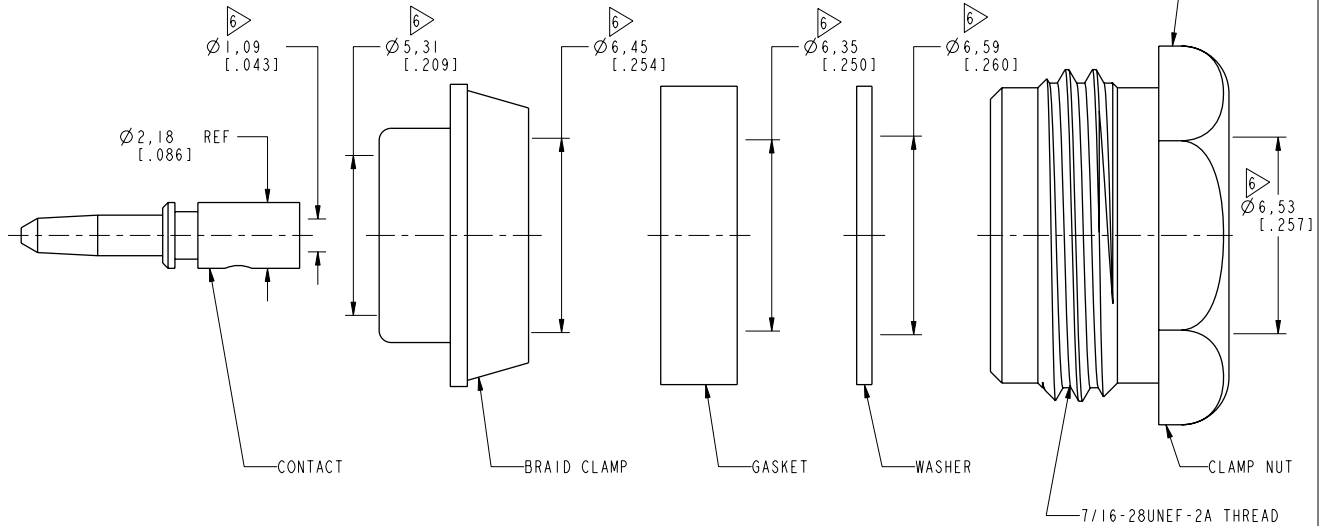 6
Ø1,09
[.043]
6
Ø5,31
[.209]
6
Ø6,45
[.254]
6
Ø6,35
[.250]
6
Ø6,59
[.260]
Ø2,18 REF
[.086]
6
Ø6,53
[.257]
CONTACT
BRAID CLAMP
GASKET
WASHER
CLAMP NUT
7/16-28UNEF-2A THREAD